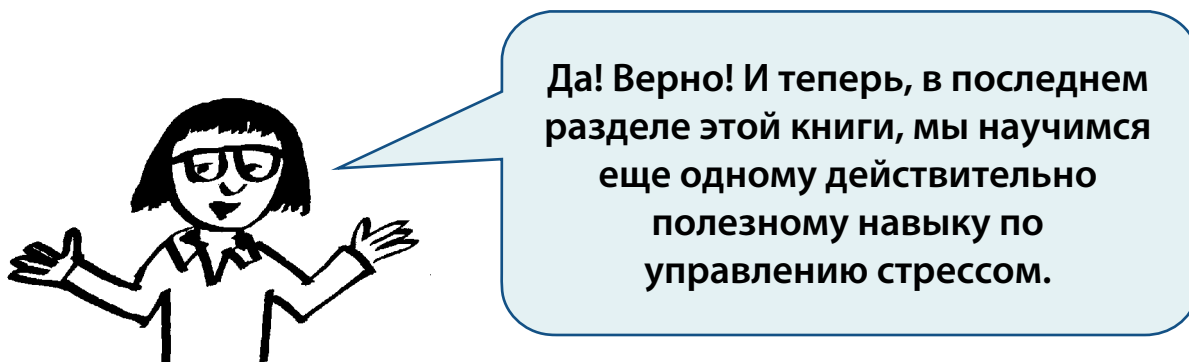 Да! Верно! И теперь, в последнем
разделе этой книги, мы научимся
еще одному действительно
полезному навыку по
управлению стрессом.